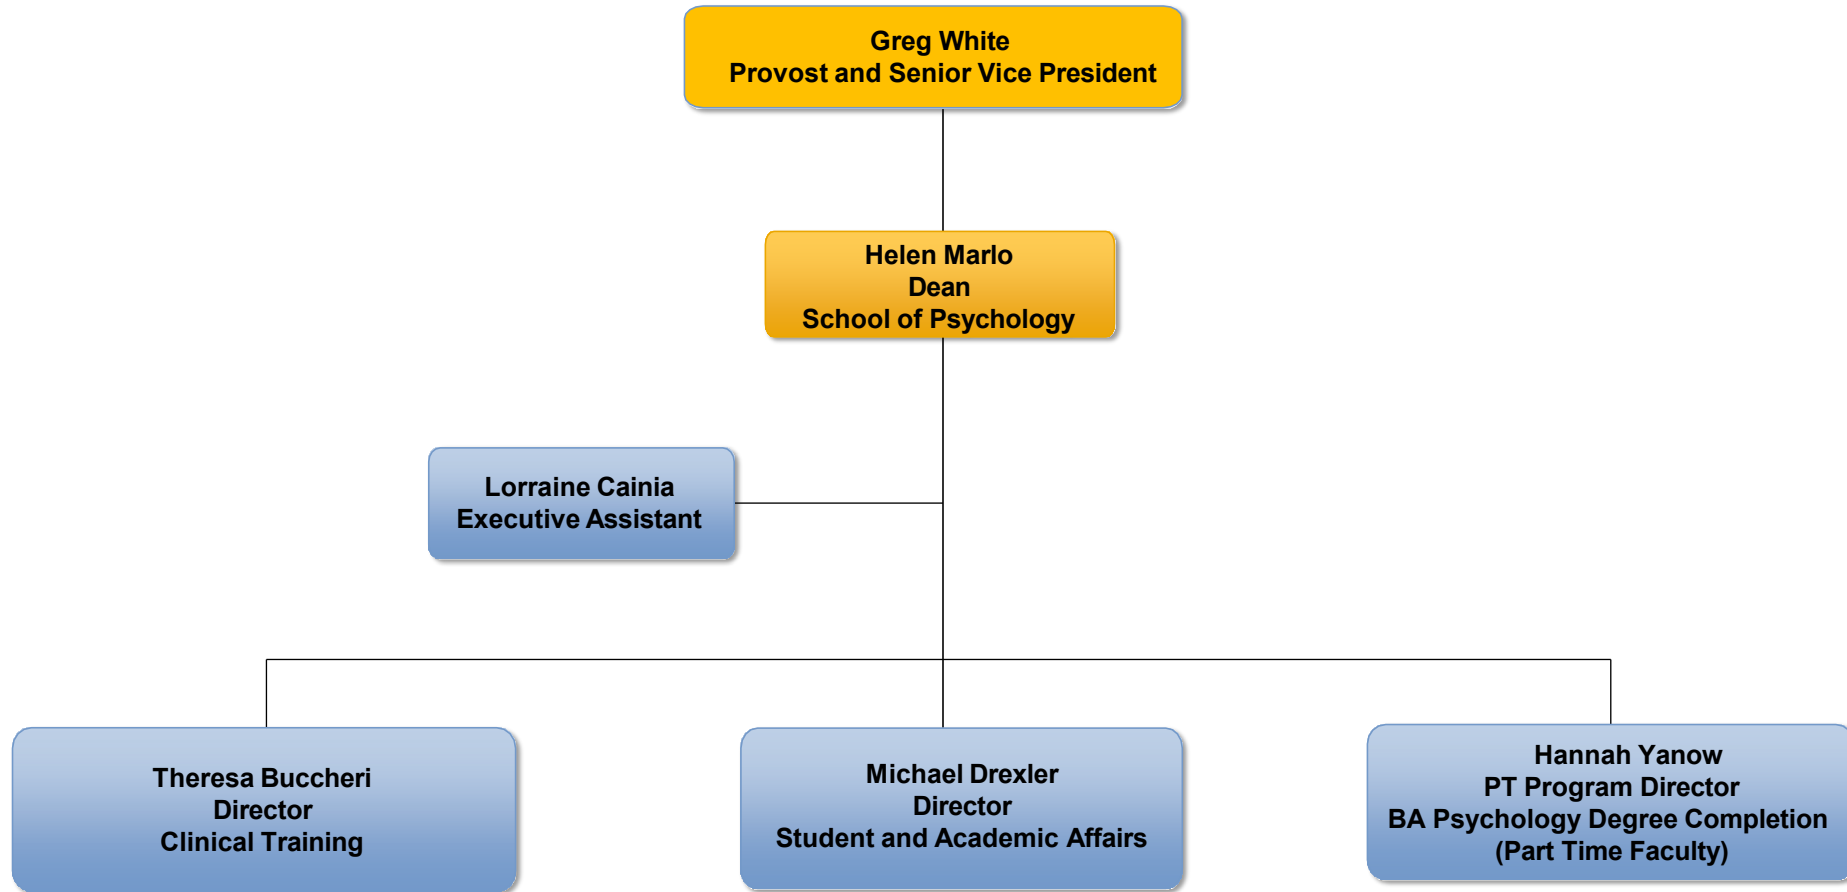 Greg White
Provost and Senior Vice President
Helen Marlo
Dean
School of Psychology
Lorraine Cainia
Executive Assistant
Theresa Buccheri
Director
Clinical Training
Michael Drexler
Director
Student and Academic Affairs
Hannah Yanow
PT Program Director
BA Psychology Degree Completion
(Part Time Faculty)